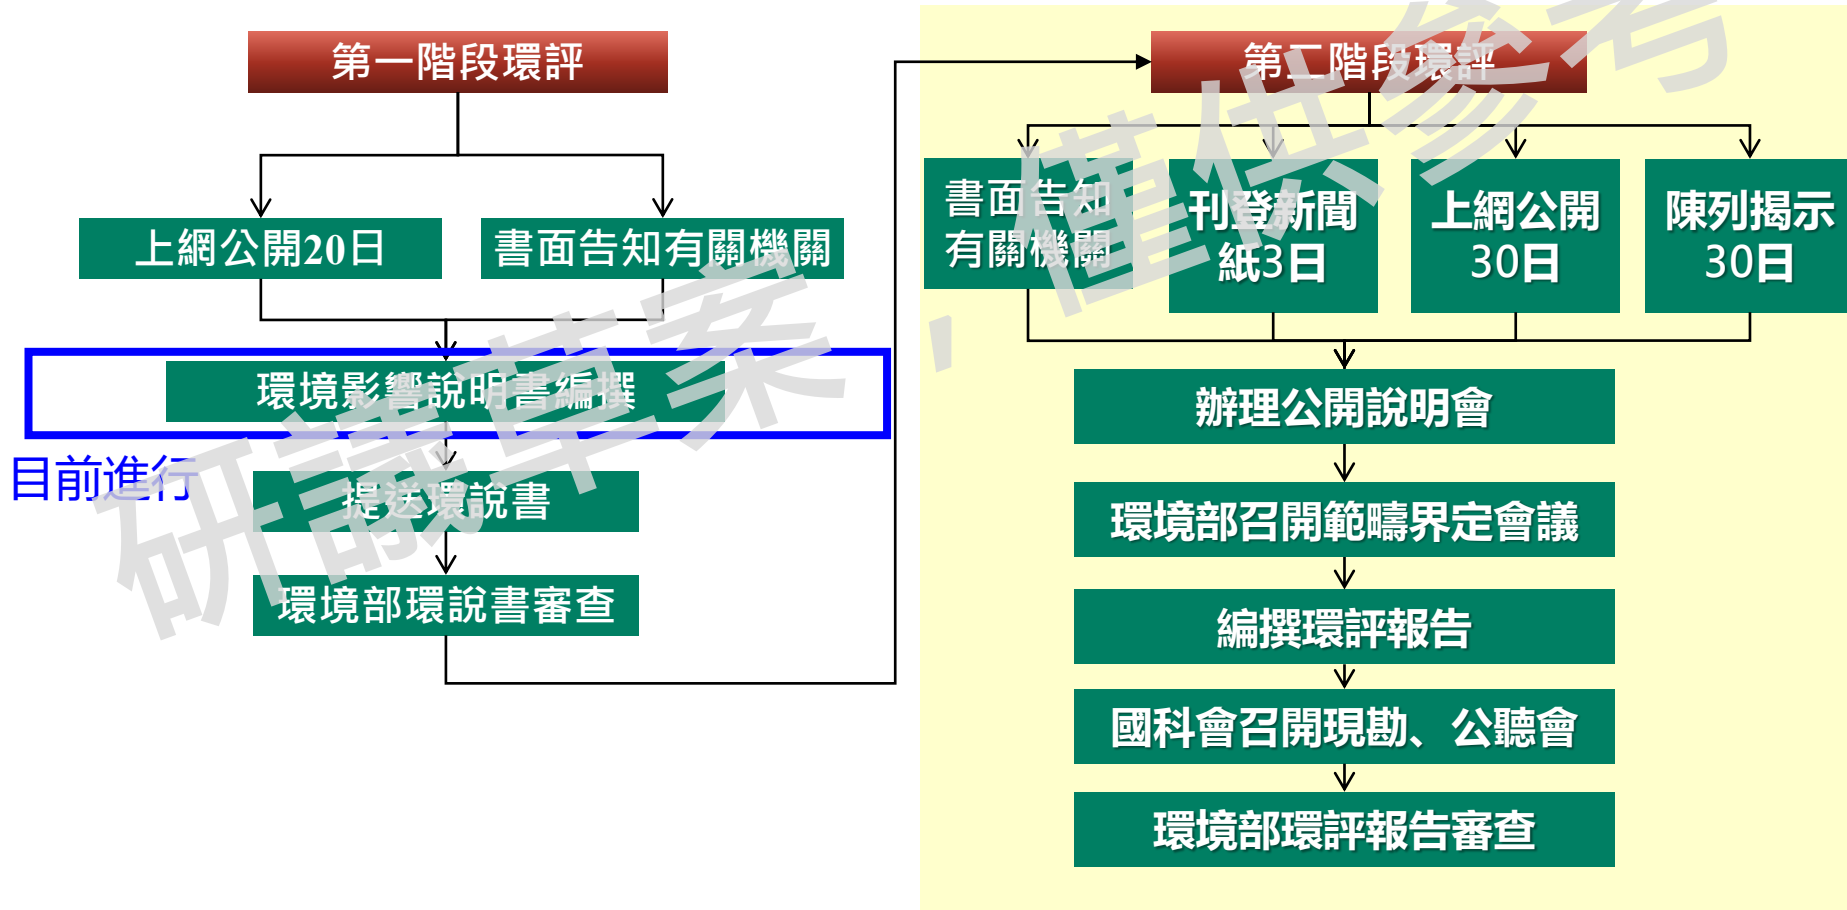 第一階段環評
上網公開20日
書面告知有關機關
環境影響說明書編撰
目前進行
提送環說書
環境部環說書審查
第二階段環評
書面告知
有關機關
刊登新聞
紙3日
上網公開
30日
陳列揭示
30日
辦理公開說明會
環境部召開範疇界定會議
編撰環評報告
國科會召開現勘、公聽會
環境部環評報告審查
研議草案，僅供參考